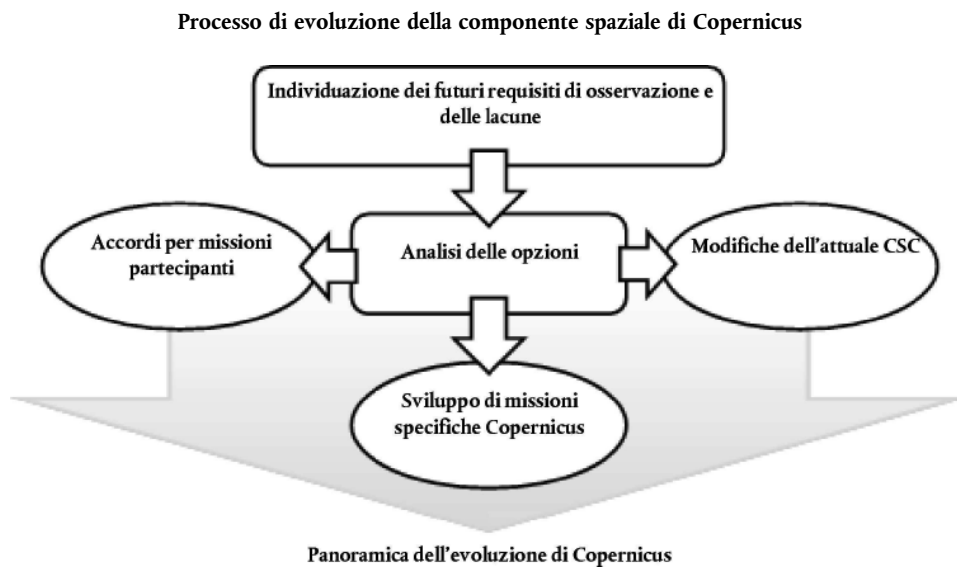 Processo di evoluzione della componente spaziale di Copernicus
Individuazione dei futuri requisiti di osservazione e
delle lacune
Accordi per missioni
partecipanti
Analisi delle opzioni
Modifiche dell'attuale CSC
Sviluppo di missioni
specifiche Copernicus
Panoramica dell'evoluzione di Copernicus